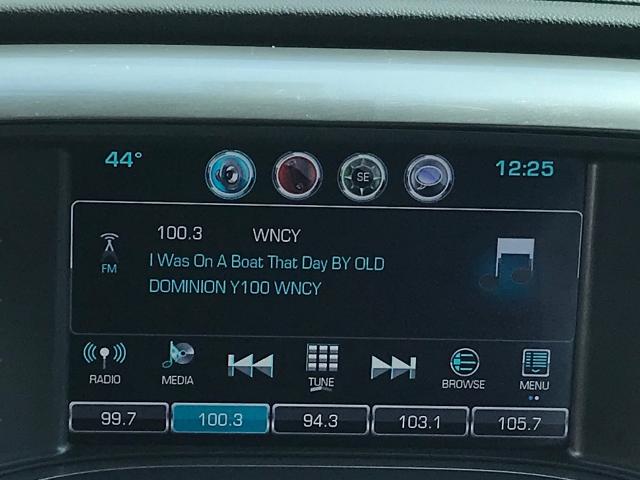 44° SE 12:25
100.3 WNCY
FM
I Was On A Boat That Day BY OLD
DOMINION Y100 WNCY
RADIO MEDIA TUNE BROWSE MENU
99.7 100.3 94.3 103.1 105.7